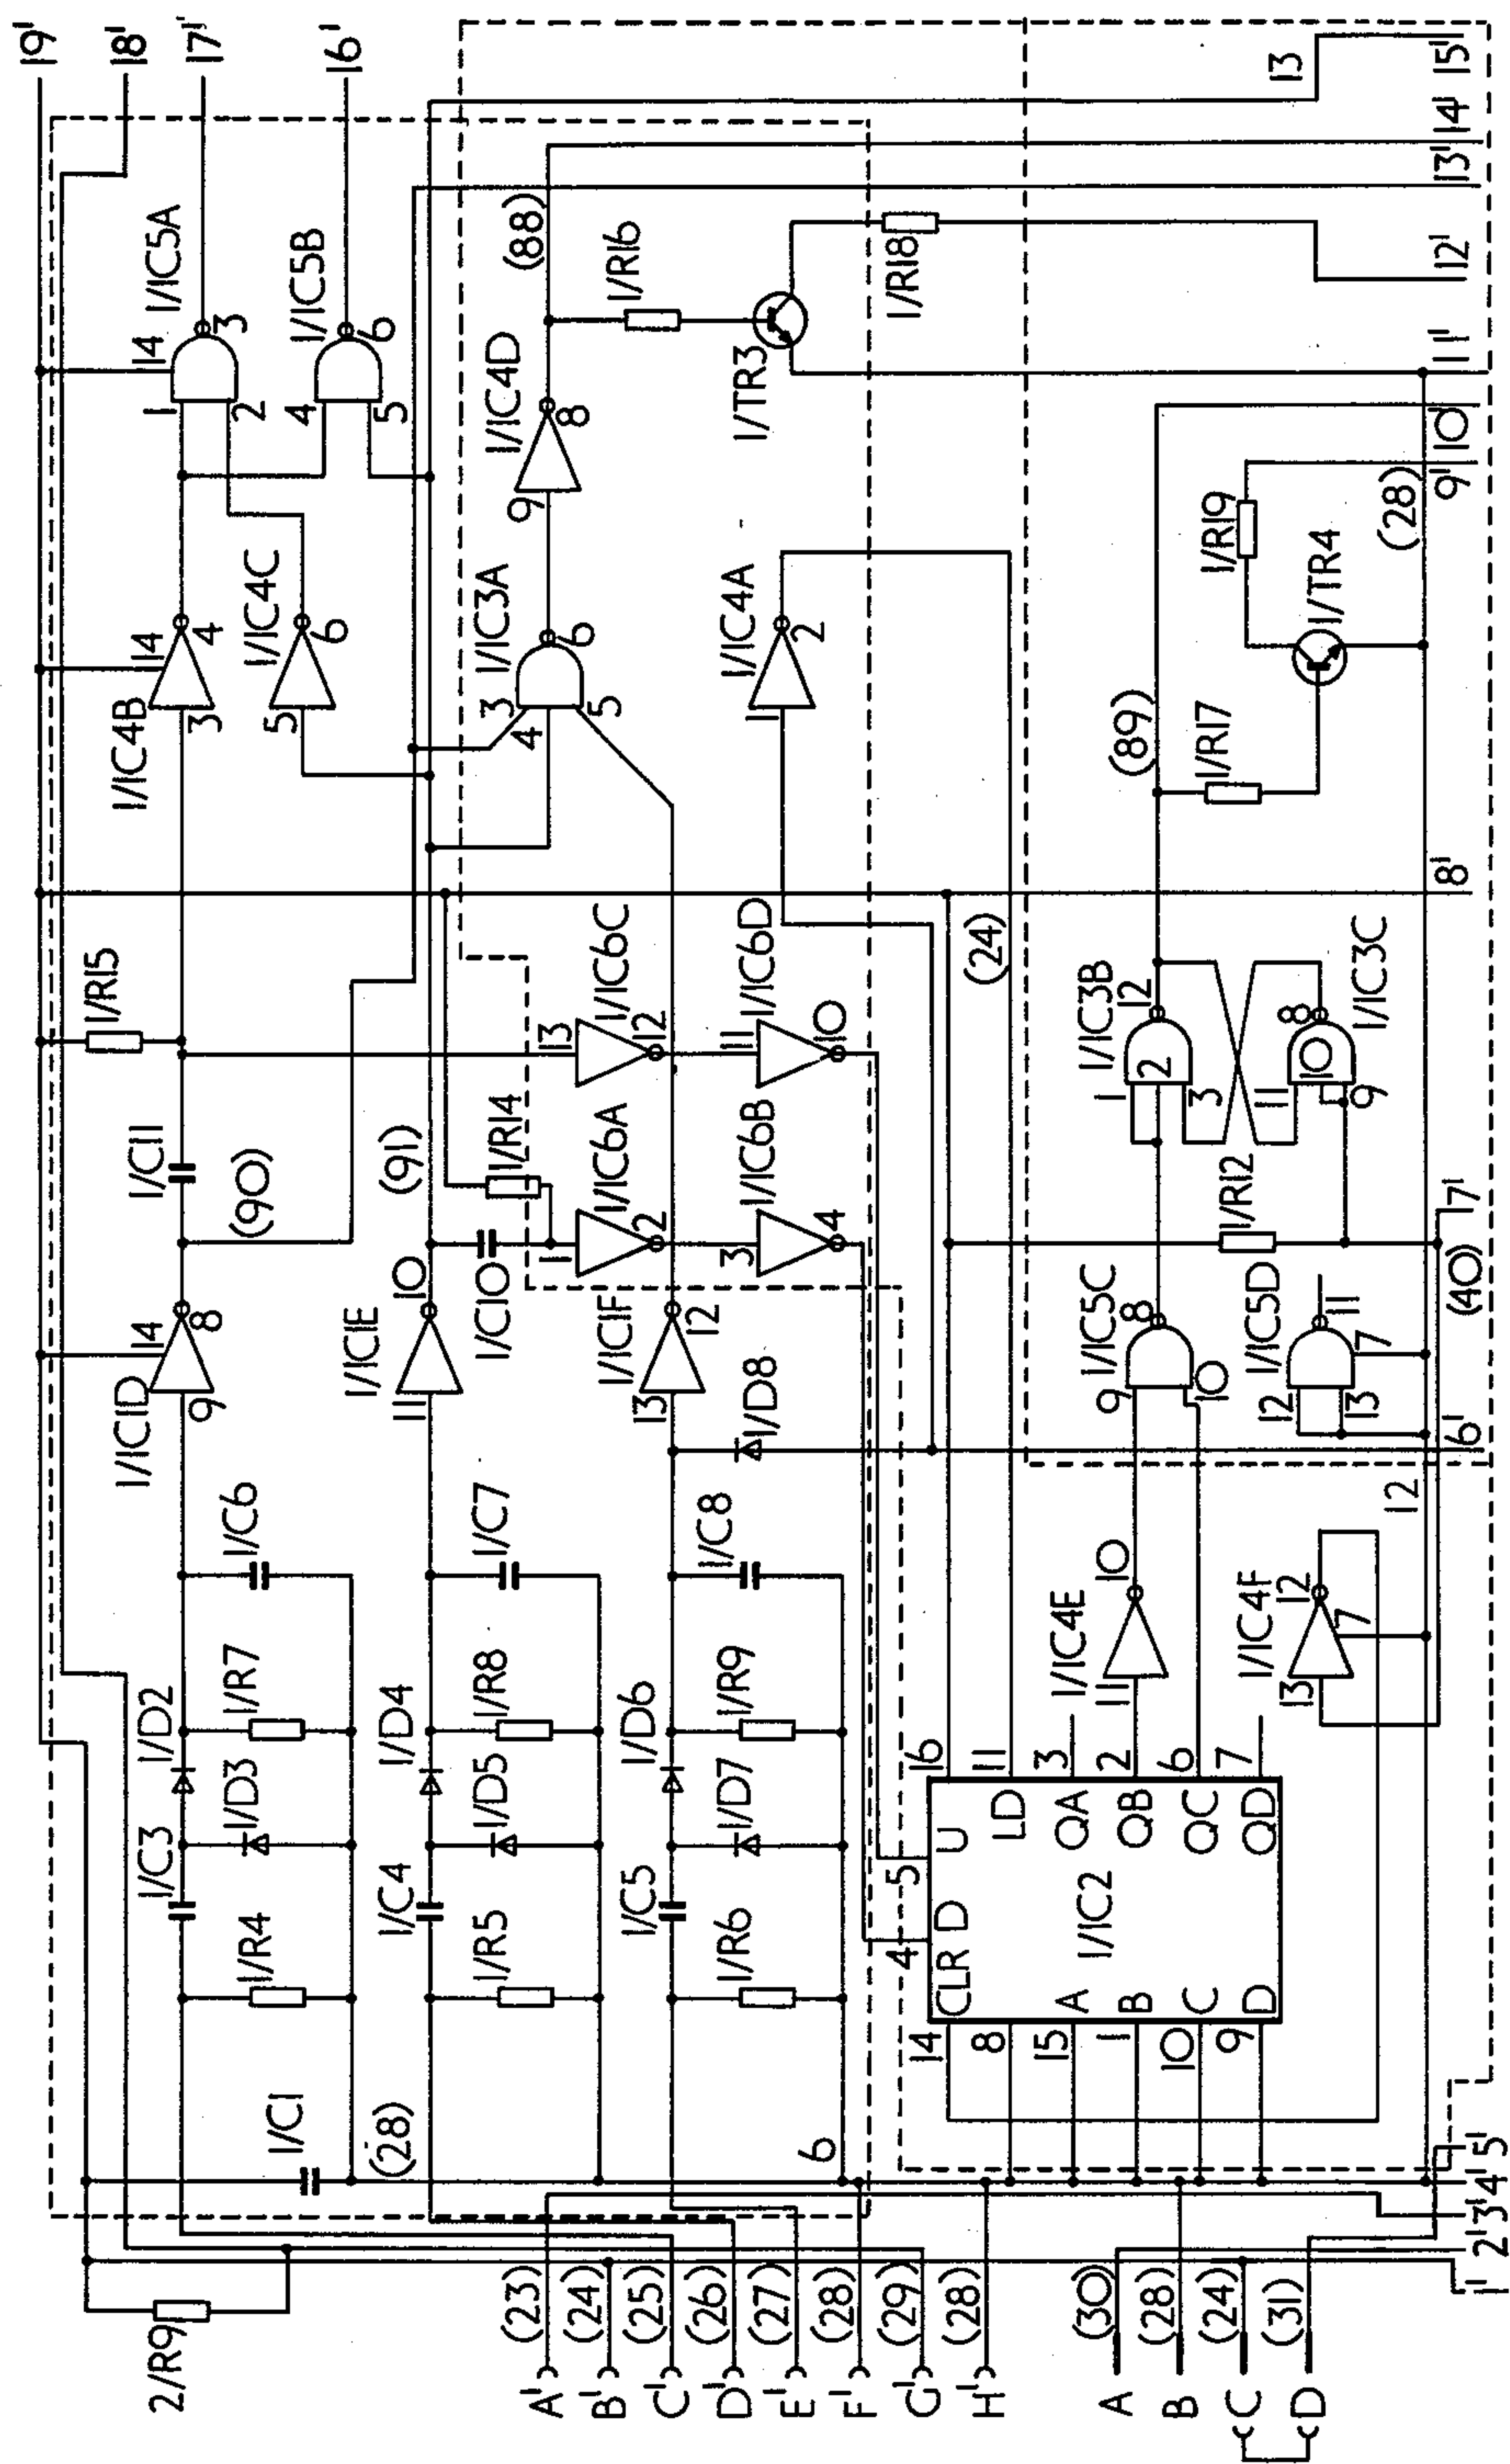 2/R9
1/C1
1/R4
1/C3
1/D3
1/D2
1/R7
1/C6
(28)
1/IC1D
9
14
8
(90)
1/C11
1/R15
1/IC4B
3
14
4
1/IC4C
5
6
1
2
14
3
1/IC5A
4
5
6
1/IC5B
19'
18'
17'
16'
1/R5
1/C4
1/D5
1/D4
1/R8
1/C7
1/IC1E
11
10
(91)
1/C10
1/R14
1/R6
1/C5
1/D7
1/D6
1/R9
1/C8
6
1/IC1F
13
12
1/D8
1
2
1/IC6A
13
12
1/IC6C
3
4
1/IC6B
11
10
1/IC6D
3
4
5
6
1/IC3A
9
8
1/IC4D
(88)
1/R16
1/TR3
1/R18
1
2
1/IC4A
(24)
A' (23)
B' (24)
C' (25)
D' (26)
E' (27)
F' (28)
G' (29)
H' (28)
A (30)
B (28)
C (24)
D (31)
4
5
14 CLR D U 16
8 LD 11
15 A QA 3
1 B QB 2
10 C QC 6
9 D QD 7
1/IC2
1/IC4E
11
10
1/IC4F
13
12
7
12
1/IC5C
9
10
8
1/IC5D
12
13
11
7
1/R12
(40)
1/IC3B
1
2
3
12
1/IC3C
11
10
9
8
(89)
1/R17
1/TR4
1/R19
(28)
13
1' 2' 3' 4' 5' 6' 7' 8' 9' 10' 11' 12' 13' 14' 15'